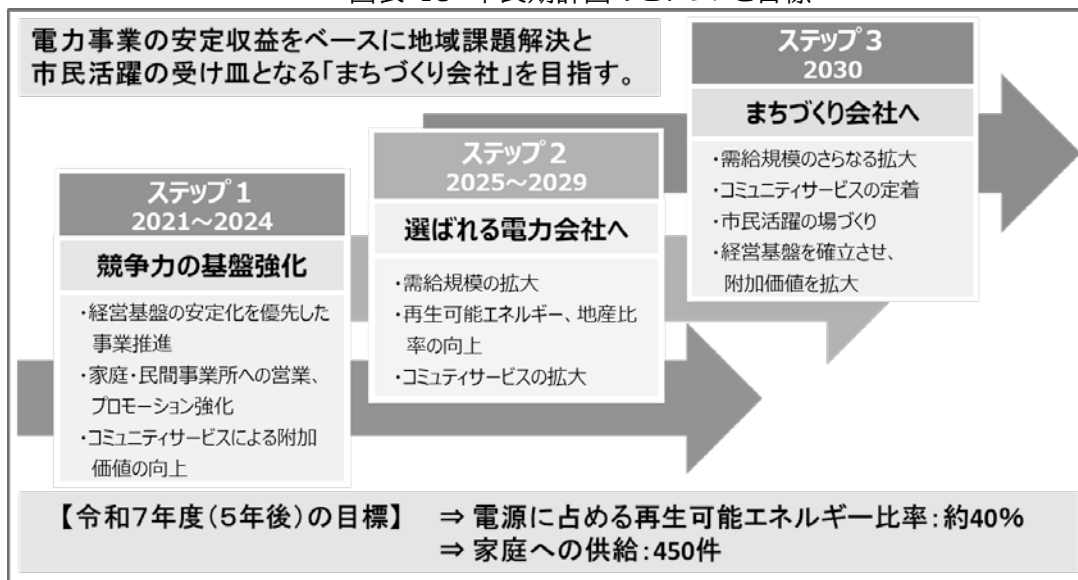 電力事業の安定収益をベースに地域課題解決と
市民活躍の受け皿となる「まちづくり会社」を目指す。
ステップ1
2021～2024
競争力の基盤強化
・経営基盤の安定化を優先した
事業推進
・家庭・民間事業所への営業、
プロモーション強化
・コミュニティサービスによる附加
価値の向上
ステップ2
2025～2029
選ばれる電力会社へ
・需給規模の拡大
・再生可能エネルギー、地産比
率の向上
・コミュティサービスの拡大
ステップ3
2030
まちづくり会社へ
・需給規模のさらなる拡大
・コミュニティサービスの定着
・市民活躍の場づくり
・経営基盤を確立させ、
附加価値を拡大
【令和7年度(5年後)の目標】 ⇒ 電源に占める再生可能エネルギー比率:約40%
⇒ 家庭への供給:450件